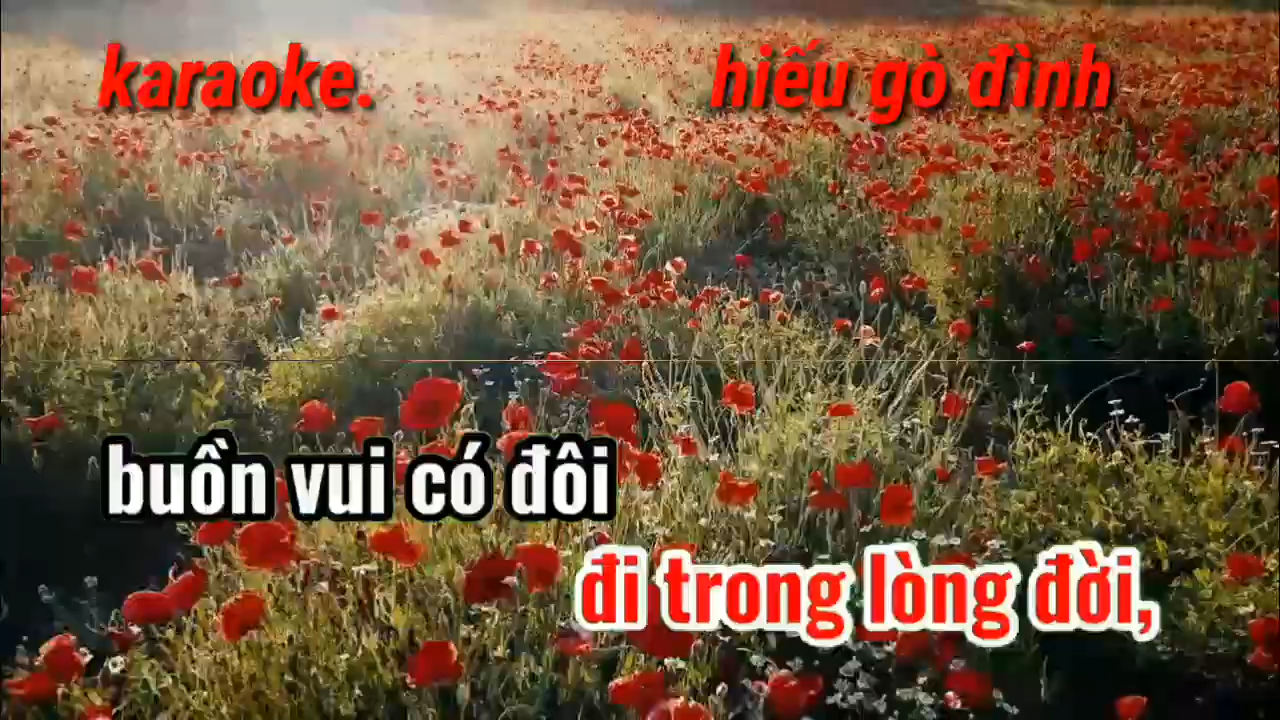 karaoke. hiếu gò đình
buồn vui có đôi
đi trong lòng đời,